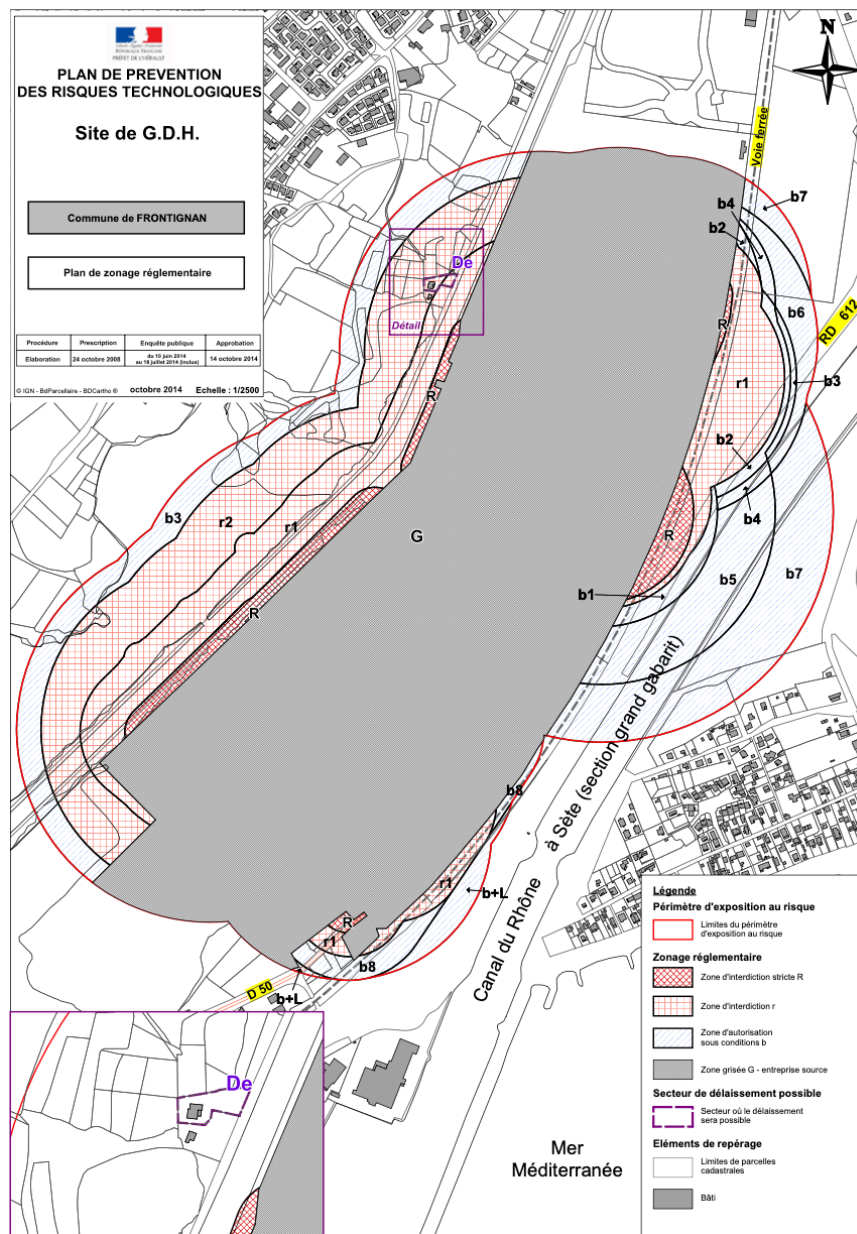 Liberté • Égalité • Fraternité
RÉPUBLIQUE FRANÇAISE
PRÉFET DE L'HÉRAULT
PLAN DE PREVENTION
DES RISQUES TECHNOLOGIQUES
Site de G.D.H.
Commune de FRONTIGNAN
Plan de zonage réglementaire
Procédure Prescription Enquête publique Approbation
Elaboration 24 octobre 2008 du 10 juin 2014 au 18 juillet 2014 (inclus) 14 octobre 2014
© IGN - BdParcellaire - BDCartho ® octobre 2014 Echelle : 1/2500
N
Voie ferrée
b7
b4
b2
De
Détail
R
b6
RD 612
R
r1
b3
b2
b4
b3
r2
r1
G
R
b7
b5
b1
R
Canal du Rhône à Sète (section grand gabarit)
b8
r1
b+L
R
r1
b8
D 50
b+L
De
Mer
Méditerranée
Légende
Périmètre d'exposition au risque
Limites du périmètre
d'exposition au risque
Zonage réglementaire
Zone d'interdiction stricte R
Zone d'interdiction r
Zone d'autorisation
sous conditions b
Zone grisée G - entreprise source
Secteur de délaissement possible
Secteur où le délaissement
sera possible
Eléments de repérage
Limites de parcelles
cadastrales
Bâti